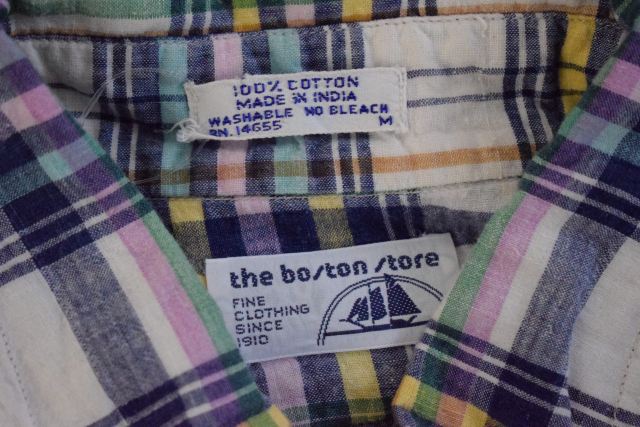 100% COTTON
MADE IN INDIA
WASHABLE NO BLEACH
RN.14655 M
the boston store
FINE
CLOTHING
SINCE
1910